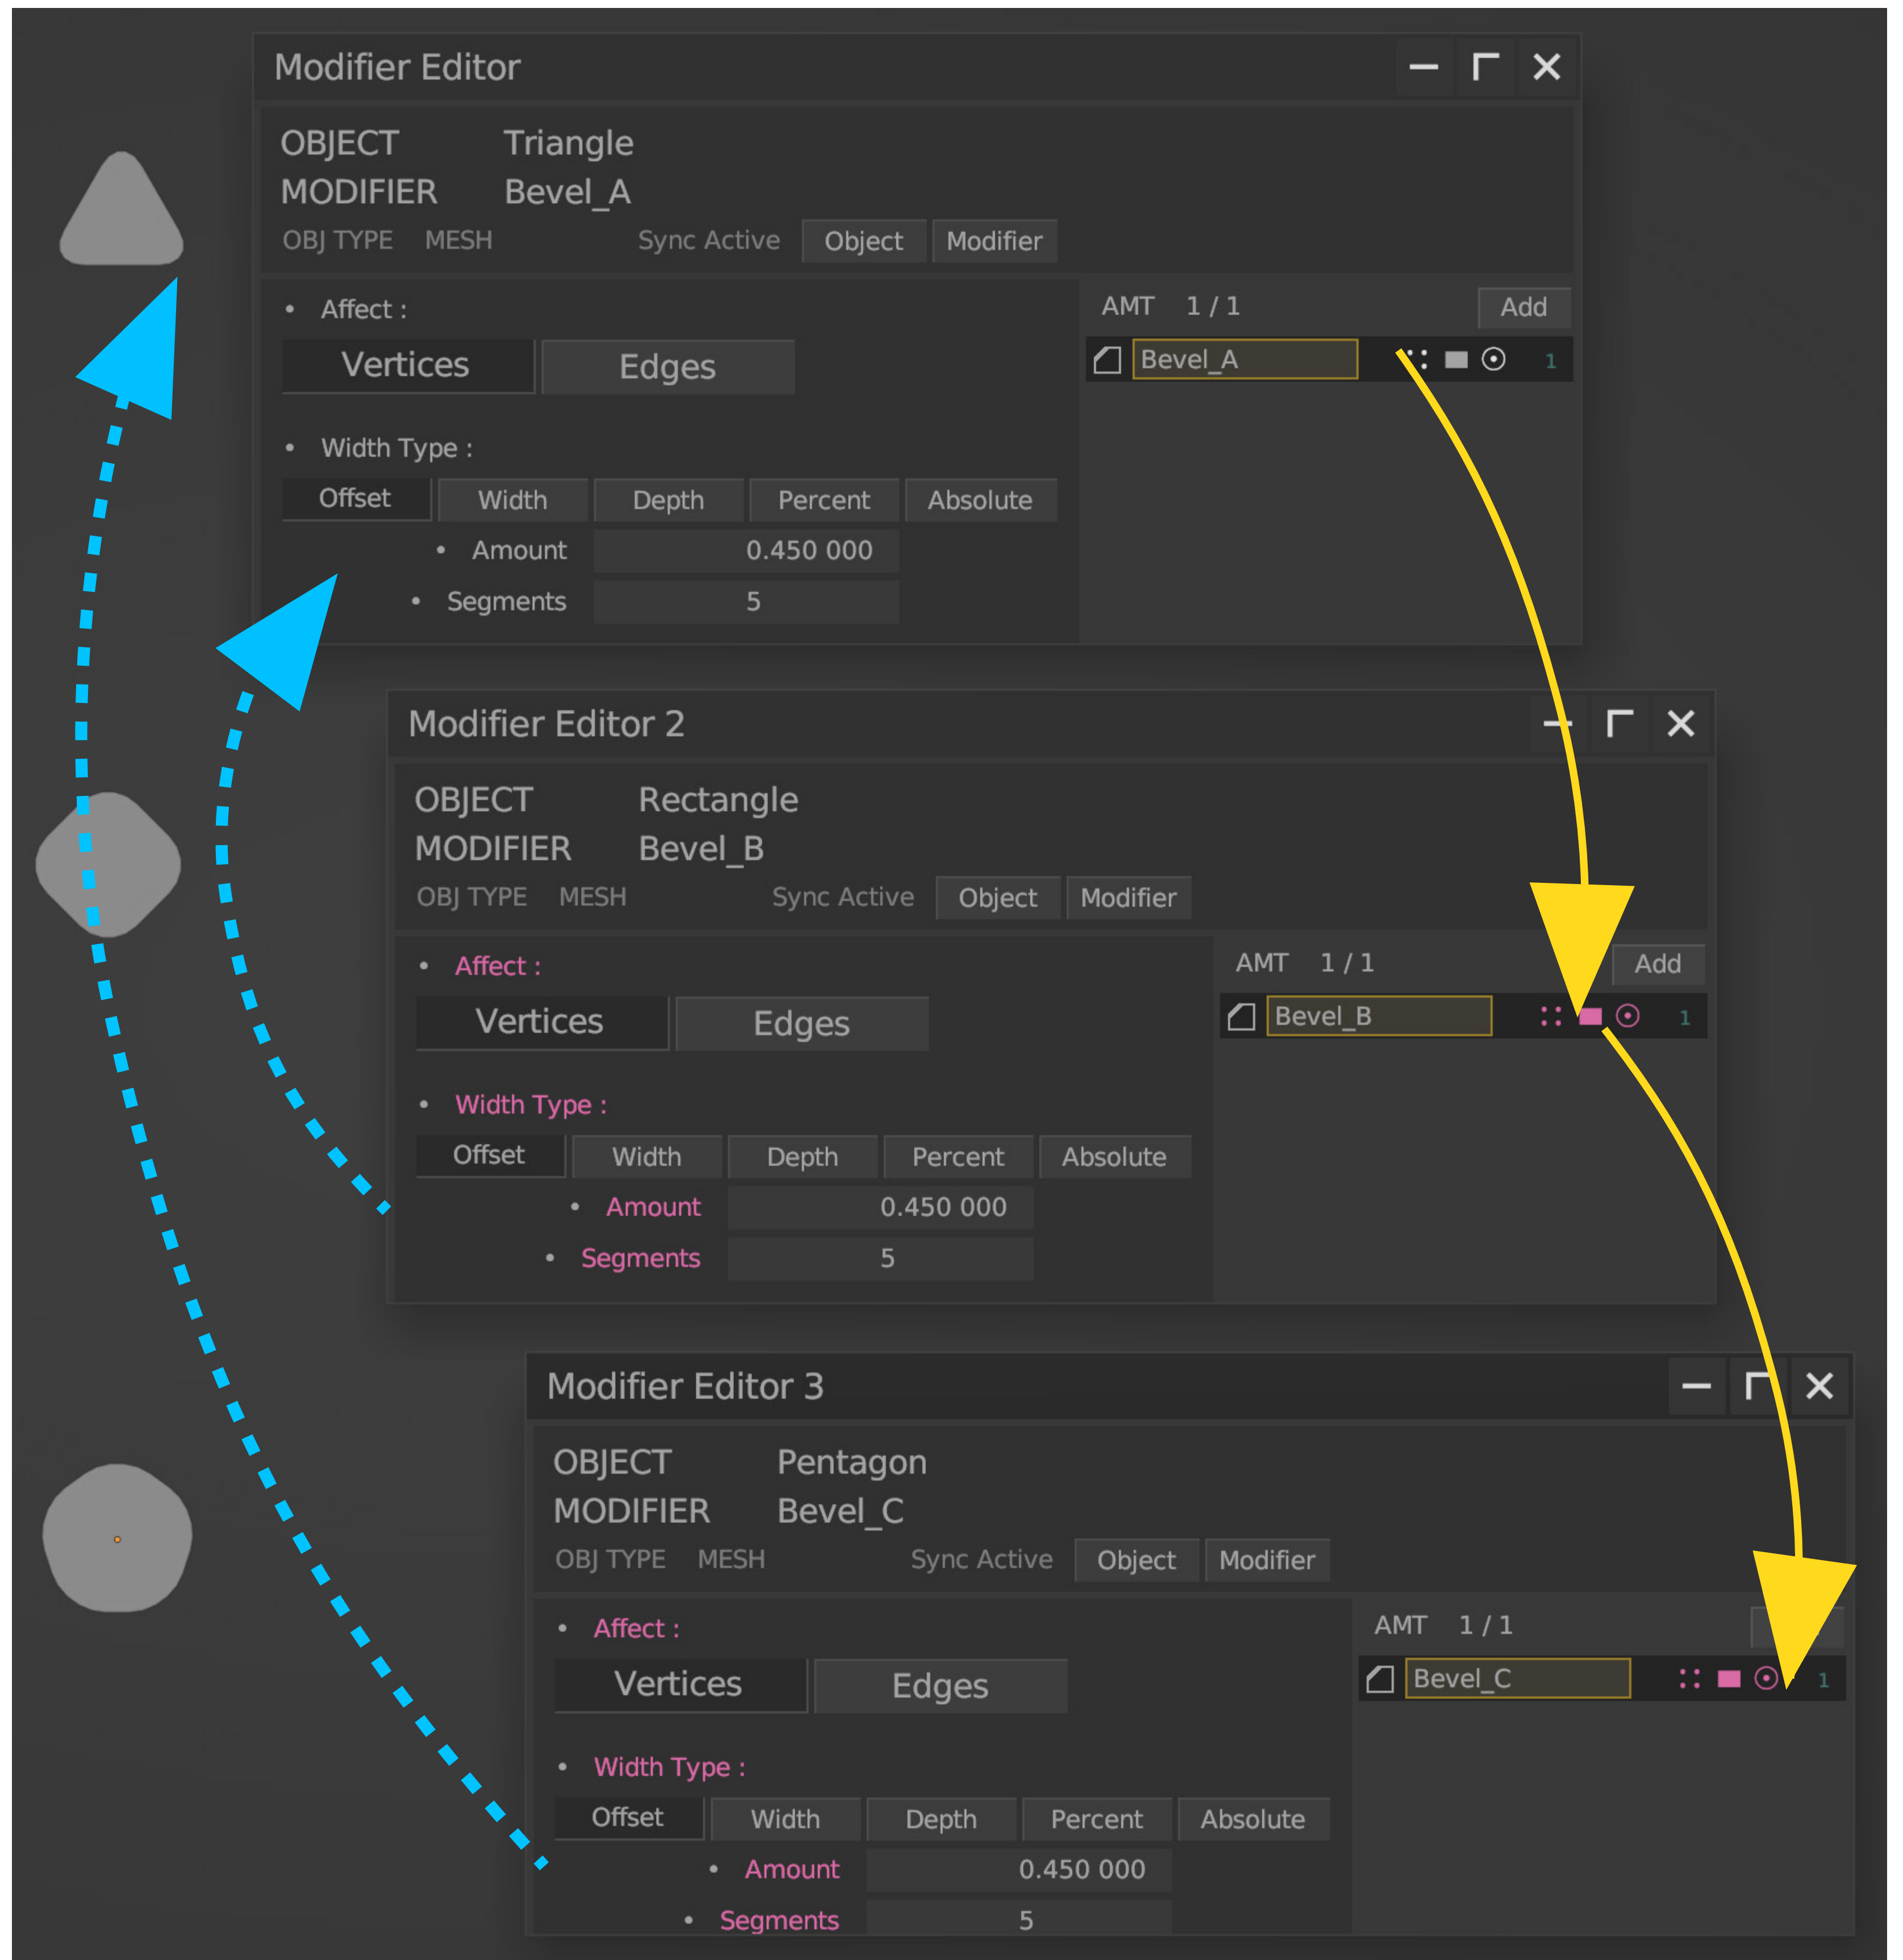 Modifier Editor
OBJECT Triangle
MODIFIER Bevel_A
OBJ TYPE MESH Sync Active Object Modifier
Affect :
Vertices Edges
Width Type :
Offset Width Depth Percent Absolute
Amount 0.450 000
Segments 5
AMT 1 / 1 Add
Bevel_A 1
Modifier Editor 2
OBJECT Rectangle
MODIFIER Bevel_B
OBJ TYPE MESH Sync Active Object Modifier
Affect :
Vertices Edges
Width Type :
Offset Width Depth Percent Absolute
Amount 0.450 000
Segments 5
AMT 1 / 1 Add
Bevel_B 1
Modifier Editor 3
OBJECT Pentagon
MODIFIER Bevel_C
OBJ TYPE MESH Sync Active Object Modifier
Affect :
Vertices Edges
Width Type :
Offset Width Depth Percent Absolute
Amount 0.450 000
Segments 5
AMT 1 / 1
Bevel_C 1